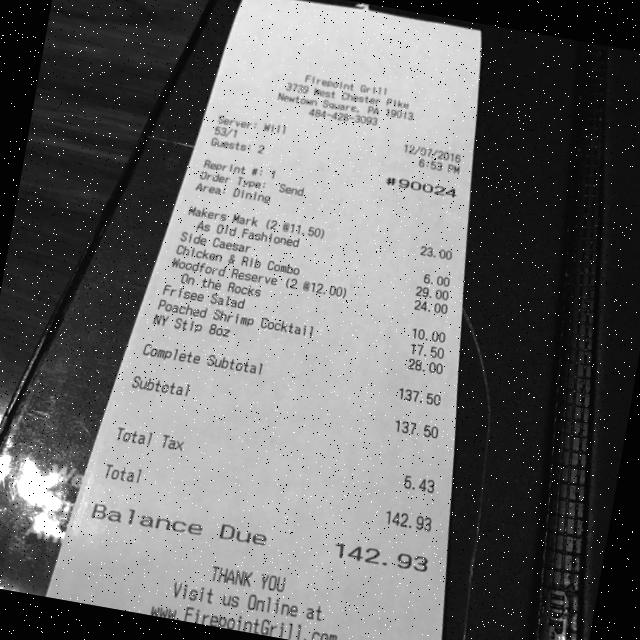 Firepoint Grill
3739 West Chester Pike
Newtown Square, PA 19013
484-428-3093
Server: Will 12/07/2016
53/1 6:53 PM
Guests: 2
#90024
Reprint #: 1
Order Type: Send
Area: Dining
Makers Mark (2 @11.50) 23.00
As Old Fashioned
Side Caesar 6.00
Chicken & Rib Combo 29.00
Woodford Reserve (2 @12.00) 24.00
On the Rocks
Frisee Salad 10.00
Poached Shrimp Cocktail 17.50
NY Stip 8oz 28.00
Complete Subtotal 137.50
Subtotal 137.50
Total Tax 5.43
Total 142.93
Balance Due 142.93
THANK YOU
Visit us Online at
www.FirepointGrill.com